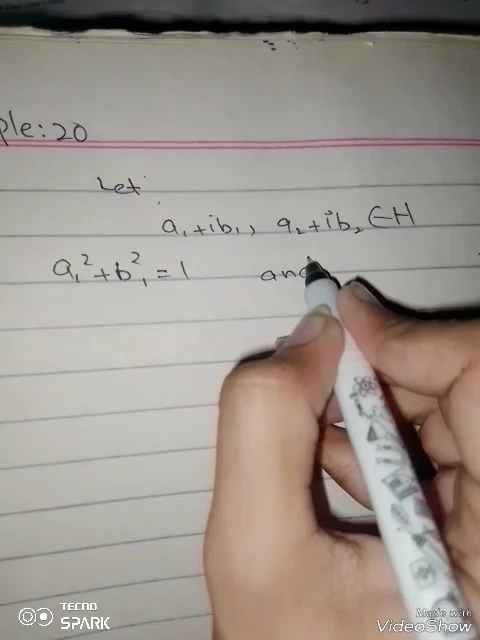 ple: 20
Let
a₁+ib₁, a₂+ib₂ ∈ H
a₁²+b₁² = 1 and
TECNO
SPARK
Made with
VideoShow